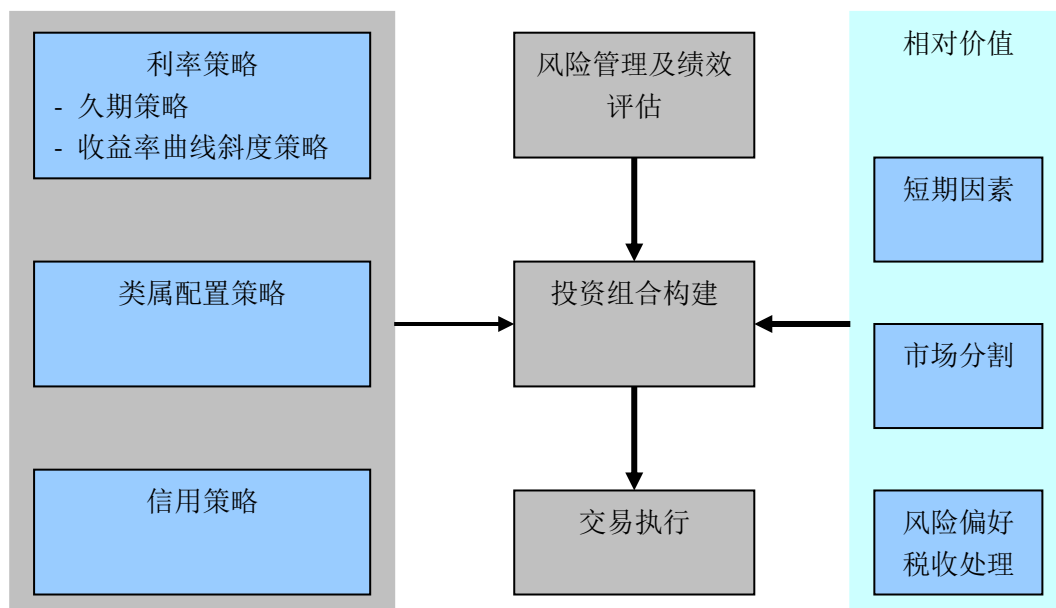 利率策略
- 久期策略
- 收益率曲线斜度策略
类属配置策略
信用策略
风险管理及绩效
评估
投资组合构建
交易执行
相对价值
短期因素
市场分割
风险偏好
税收处理